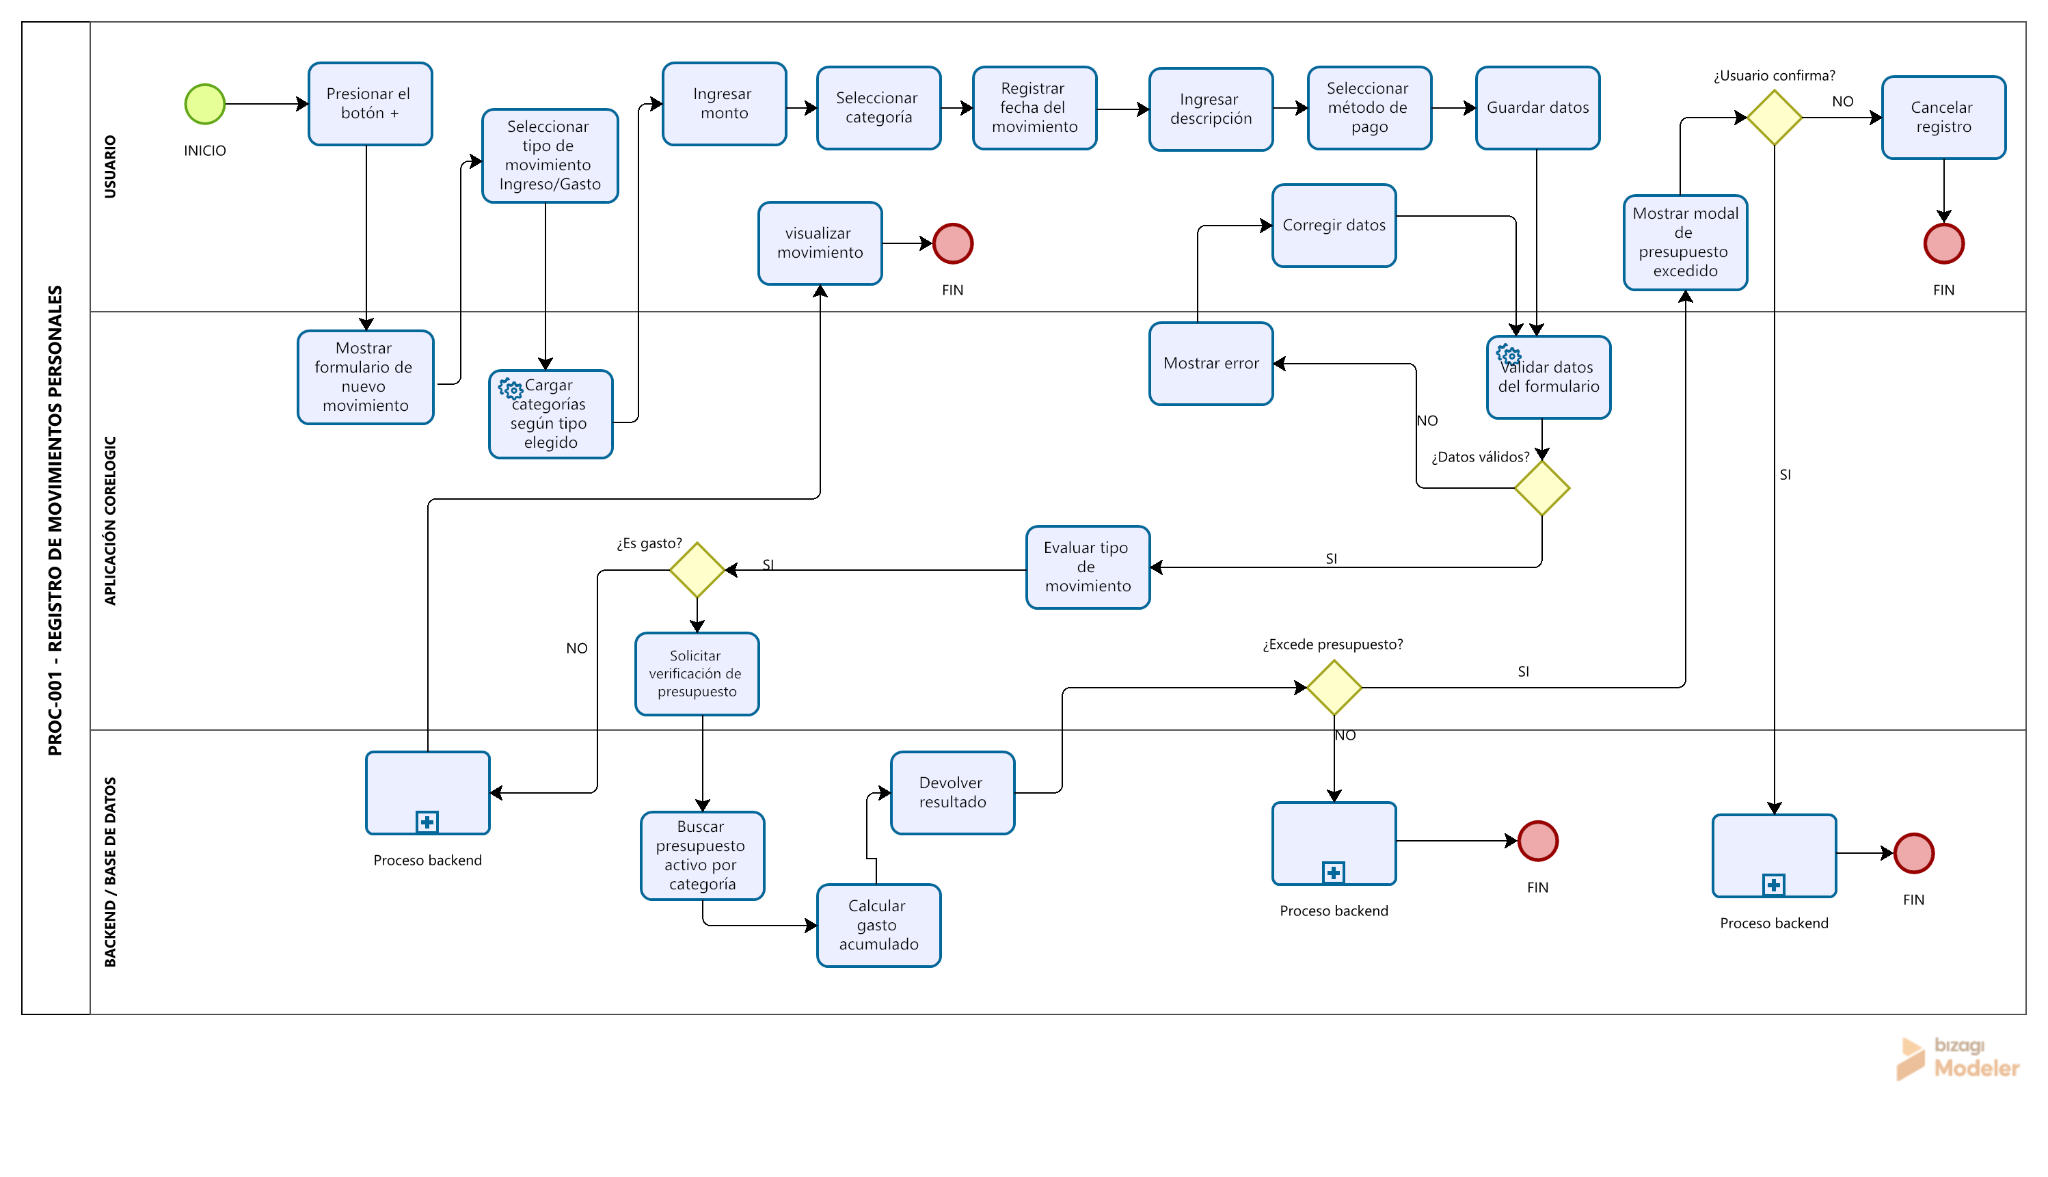 PROC-001 - REGISTRO DE MOVIMIENTOS PERSONALES
USUARIO
INICIO
Presionar el
botón +
Seleccionar
tipo de
movimiento
Ingreso/Gasto
Ingresar
monto
Seleccionar
categoría
Registrar
fecha del
movimiento
Ingresar
descripción
Seleccionar
método de
pago
Guardar datos
¿Usuario confirma?
NO
Cancelar
registro
visualizar
movimiento
FIN
Corregir datos
Mostrar modal
de
presupuesto
excedido
FIN
APLICACIÓN CORELOGIC
Mostrar
formulario de
nuevo
movimiento
Cargar
categorías
según tipo
elegido
Mostrar error
Validar datos
del formulario
NO
¿Datos válidos?
SI
¿Es gasto?
SI
Evaluar tipo
de
movimiento
SI
NO
Solicitar
verificación de
presupuesto
¿Excede presupuesto?
SI
NO
BACKEND / BASE DE DATOS
Proceso backend
Buscar
presupuesto
activo por
categoría
Devolver
resultado
Calcular
gasto
acumulado
Proceso backend
FIN
Proceso backend
FIN
bizagi
Modeler